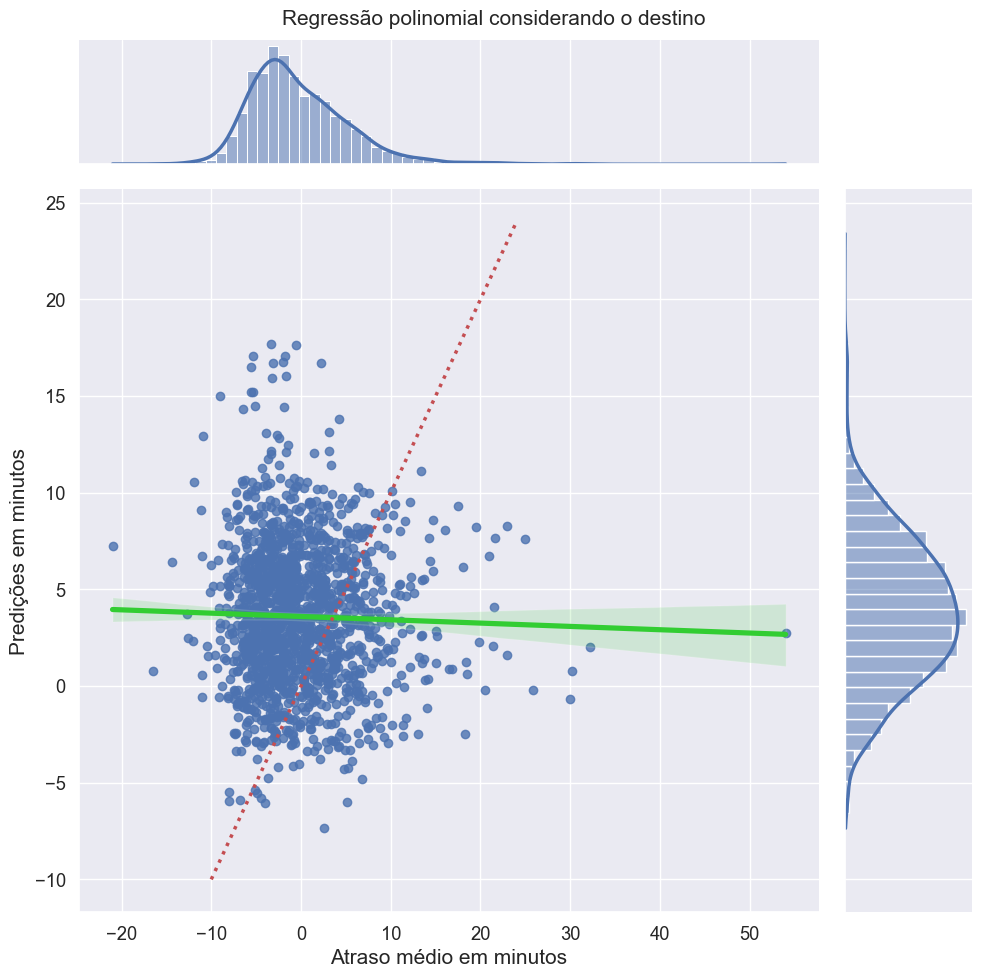 Regressão polinomial considerando o destino
25
20
15
10
5
0
−5
−10
Predições em minutos
−20 −10 0 10 20 30 40 50
Atraso médio em minutos